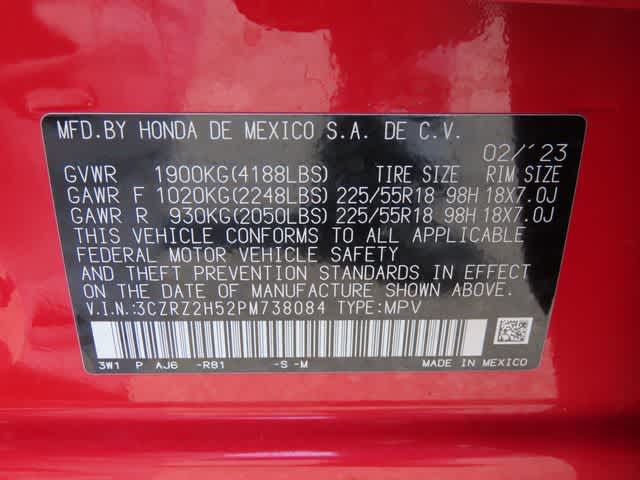 MFD.BY HONDA DE MEXICO S.A. DE C.V.
02/'23
GVWR 1900KG(4188LBS) TIRE SIZE RIM SIZE
GAWR F 1020KG(2248LBS) 225/55R18 98H 18X7.0J
GAWR R 930KG(2050LBS) 225/55R18 98H 18X7.0J
THIS VEHICLE CONFORMS TO ALL APPLICABLE
FEDERAL MOTOR VEHICLE SAFETY
AND THEFT PREVENTION STANDARDS IN EFFECT
ON THE DATE OF MANUFACTURE SHOWN ABOVE.
V.I.N.:3CZRZ2H52PM738084 TYPE:MPV
3W1 P AJ6 -R81 -S -M MADE IN MEXICO